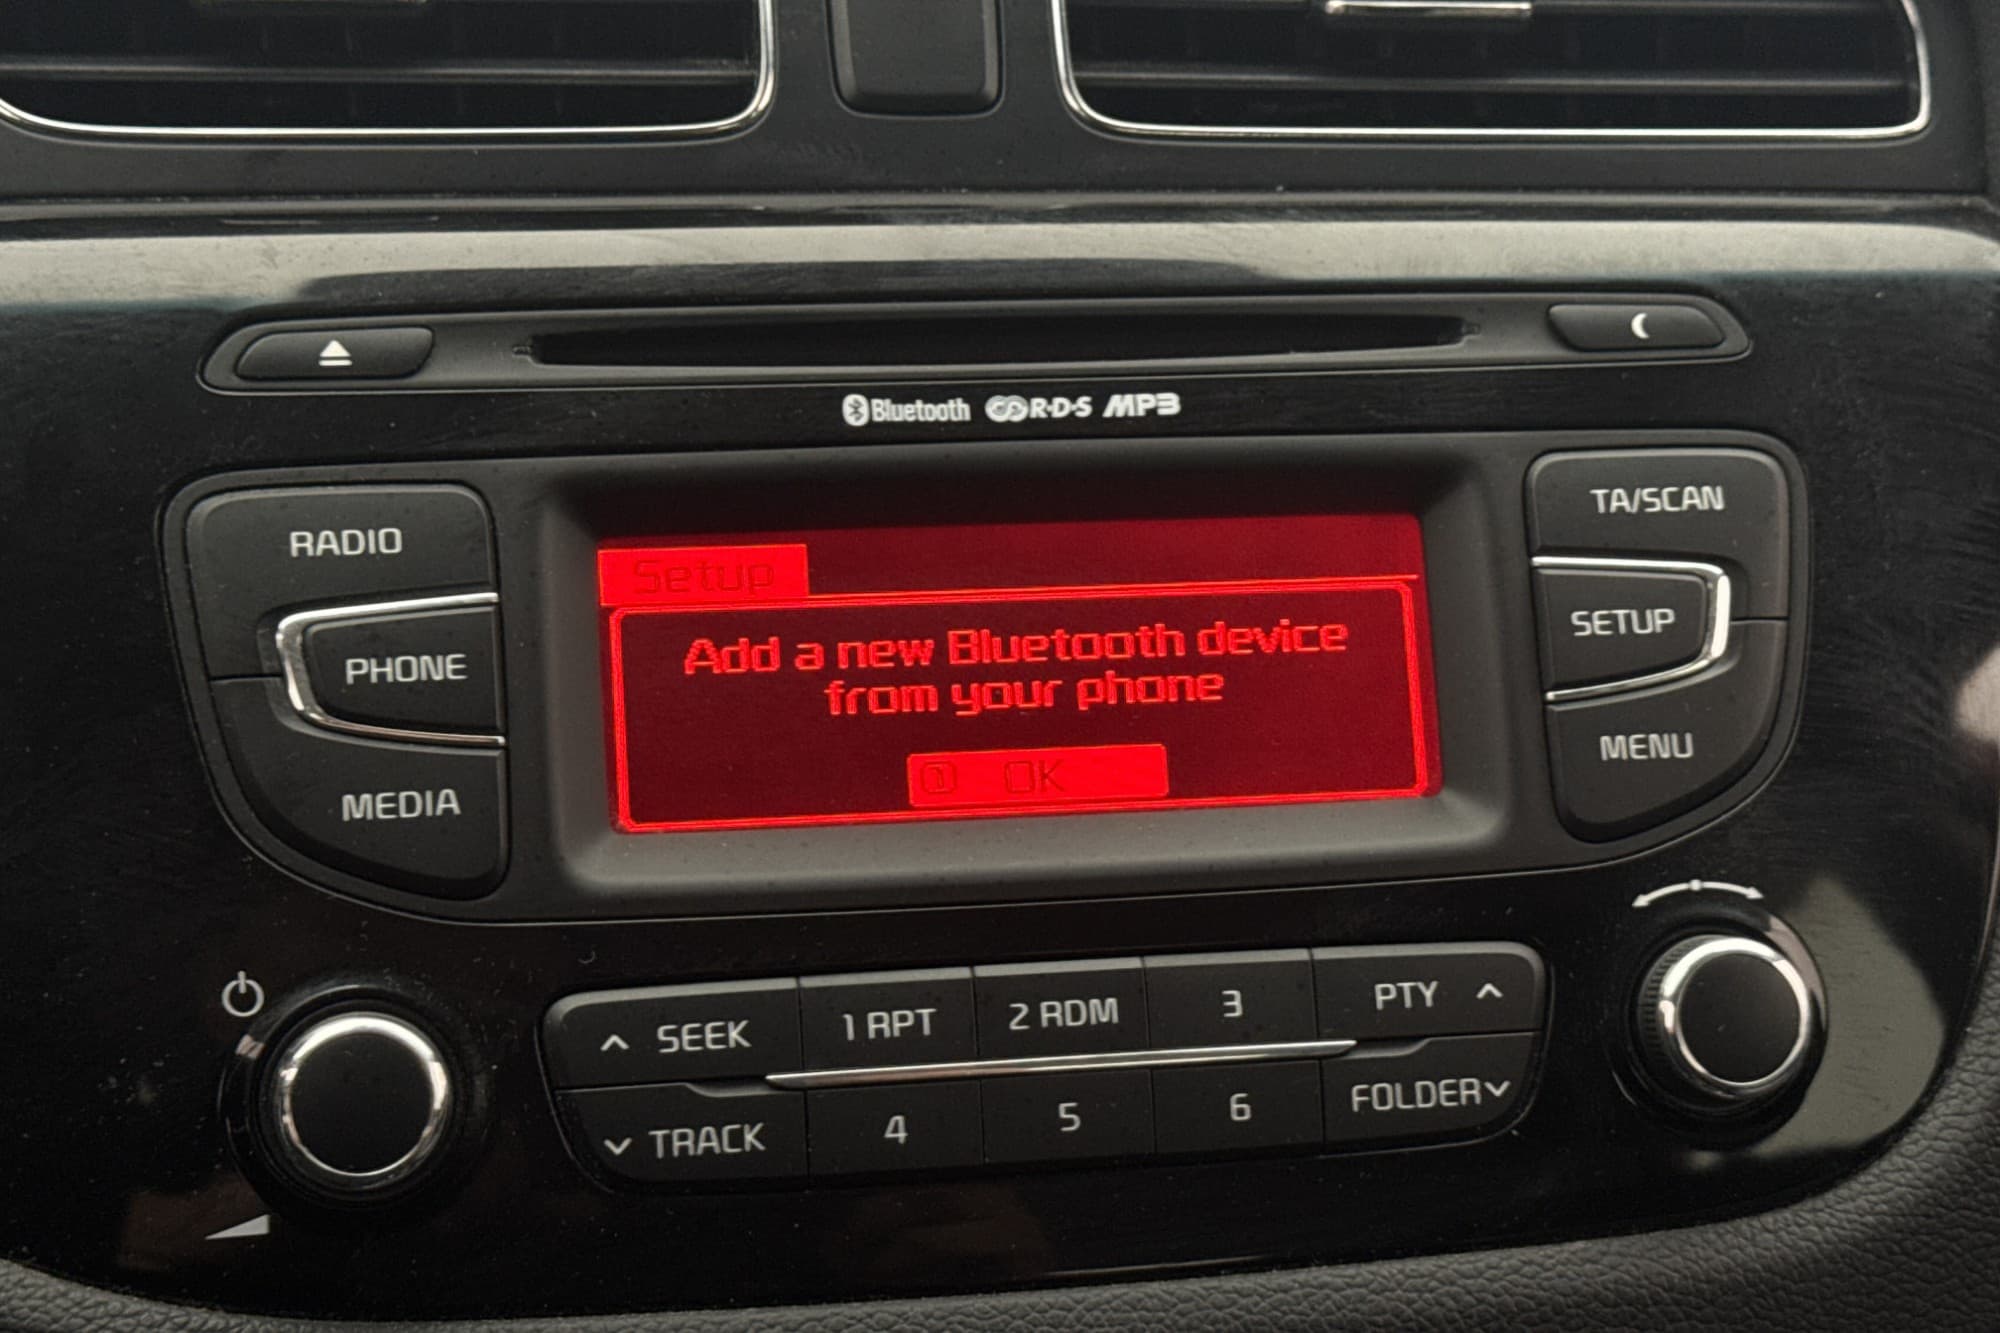 Bluetooth R·D·S MP3
RADIO
PHONE
MEDIA
TA/SCAN
SETUP
MENU
Setup
Add a new Bluetooth device
from your phone
1 OK
SEEK
1 RPT
2 RDM
3
PTY
TRACK
4
5
6
FOLDER